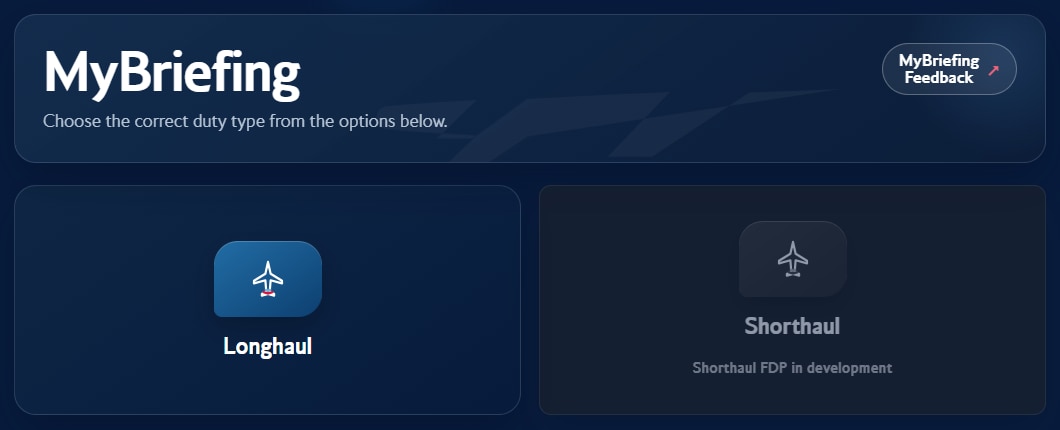 MyBriefing
Choose the correct duty type from the options below.
MyBriefing
Feedback ↗
Longhaul
Shorthaul
Shorthaul FDP in development